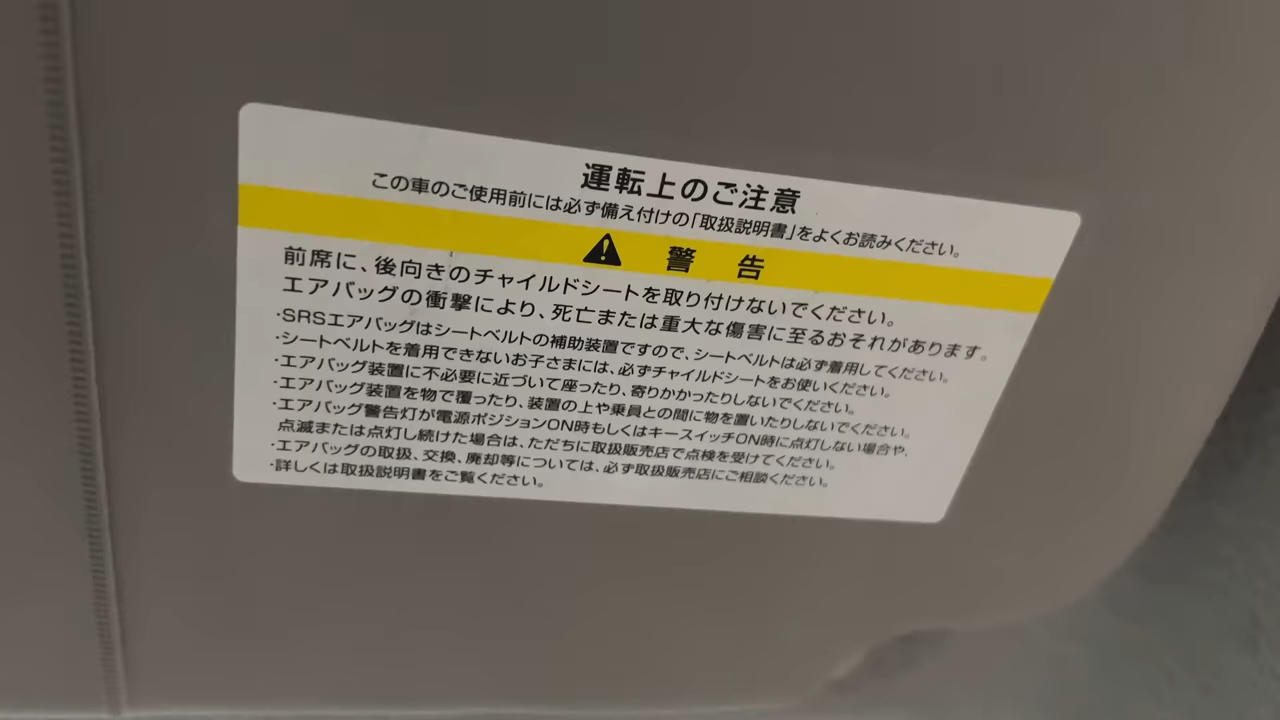 運転上のご注意
この車のご使用前には必ず備え付けの「取扱説明書」をよくお読みください。
警 告
前席に、後向きのチャイルドシートを取り付けないでください。
エアバッグの衝撃により、死亡または重大な傷害に至るおそれがあります。
・SRSエアバッグはシートベルトの補助装置ですので、シートベルトは必ず着用してください。
・シートベルトを着用できないお子さまには、必ずチャイルドシートをお使いください。
・エアバッグ装置に不必要に近づいて座ったり、寄りかかったりしないでください。
・エアバッグ装置を物で覆ったり、装置の上や乗員との間に物を置いたりしないでください。
・エアバッグ警告灯が電源ポジションON時もしくはキースイッチON時に点灯しない場合や、
点滅または点灯し続けた場合は、ただちに取扱販売店で点検を受けてください。
・エアバッグの取扱、交換、廃却等については、必ず取扱販売店にご相談ください。
・詳しくは取扱説明書をご覧ください。